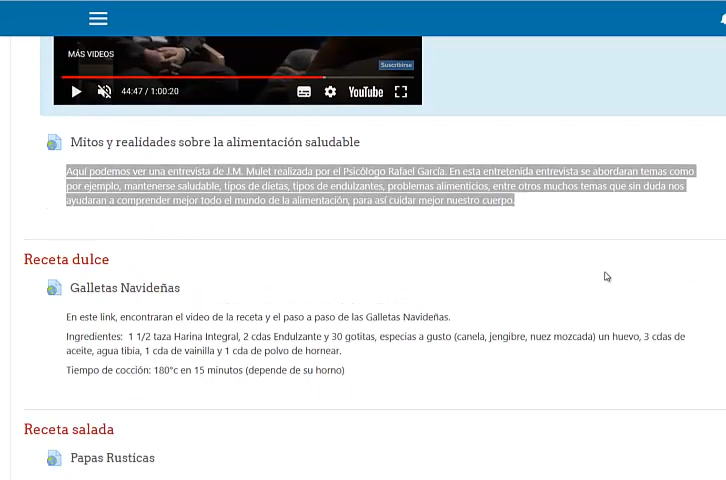 MÁS VIDEOS
Suscribirse
44:47 / 1:00:20
YouTube
Mitos y realidades sobre la alimentación saludable
Aquí podemos ver una entrevista de J.M. Mulet realizada por el Psicólogo Rafael García. En esta entretenida entrevista se abordaran temas como
por ejemplo, mantenerse saludable, tipos de dietas, tipos de endulzantes, problemas alimenticios, entre otros muchos temas que sin duda nos
ayudaran a comprender mejor todo el mundo de la alimentación, para así cuidar mejor nuestro cuerpo.
Receta dulce
Galletas Navideñas
En este link, encontraran el video de la receta y el paso a paso de las Galletas Navideñas.
Ingredientes: 1 1/2 taza Harina Integral, 2 cdas Endulzante y 30 gotitas, especias a gusto (canela, jengibre, nuez mozcada) un huevo, 3 cdas de
aceite, agua tibia, 1 cda de vainilla y 1 cda de polvo de hornear.
Tiempo de cocción: 180°c en 15 minutos (depende de su horno)
Receta salada
Papas Rusticas